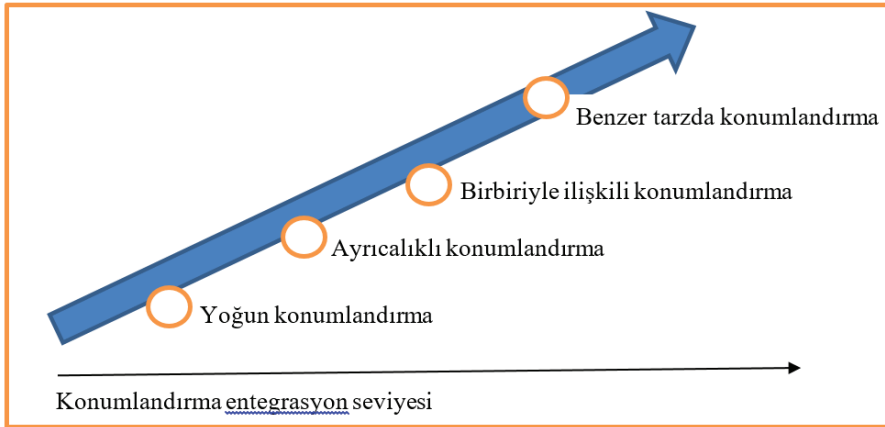 Benzer tarzda konumlandırma
Birbiriyle ilişkili konumlandırma
Ayrıcalıklı konumlandırma
Yoğun konumlandırma
Konumlandırma entegrasyon seviyesi